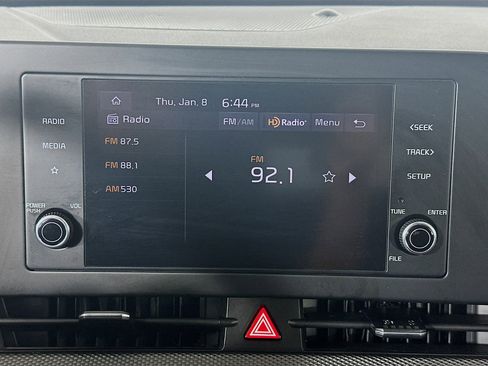 Thu, Jan. 8 6:44 PM
Radio FM/AM HD Radio Menu
FM 87.5
FM 88.1
AM 530
FM
92.1
RADIO
MEDIA
POWER PUSH VOL
<SEEK
TRACK>
SETUP
TUNE ENTER
FILE